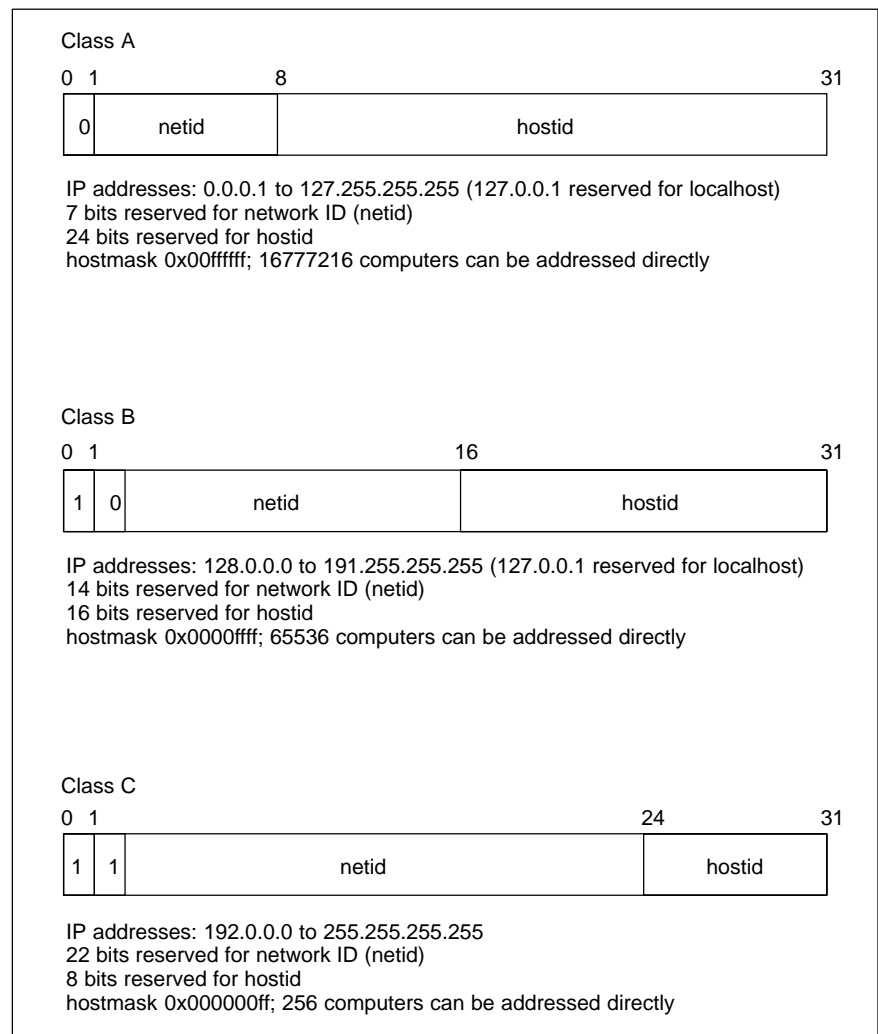 Class A
0 1 8 31
0 netid hostid
IP addresses: 0.0.0.1 to 127.255.255.255 (127.0.0.1 reserved for localhost)
7 bits reserved for network ID (netid)
24 bits reserved for hostid
hostmask 0x00ffffff; 16777216 computers can be addressed directly
Class B
0 1 16 31
1 0 netid hostid
IP addresses: 128.0.0.0 to 191.255.255.255 (127.0.0.1 reserved for localhost)
14 bits reserved for network ID (netid)
16 bits reserved for hostid
hostmask 0x0000ffff; 65536 computers can be addressed directly
Class C
0 1 24 31
1 1 netid hostid
IP addresses: 192.0.0.0 to 255.255.255.255
22 bits reserved for network ID (netid)
8 bits reserved for hostid
hostmask 0x000000ff; 256 computers can be addressed directly